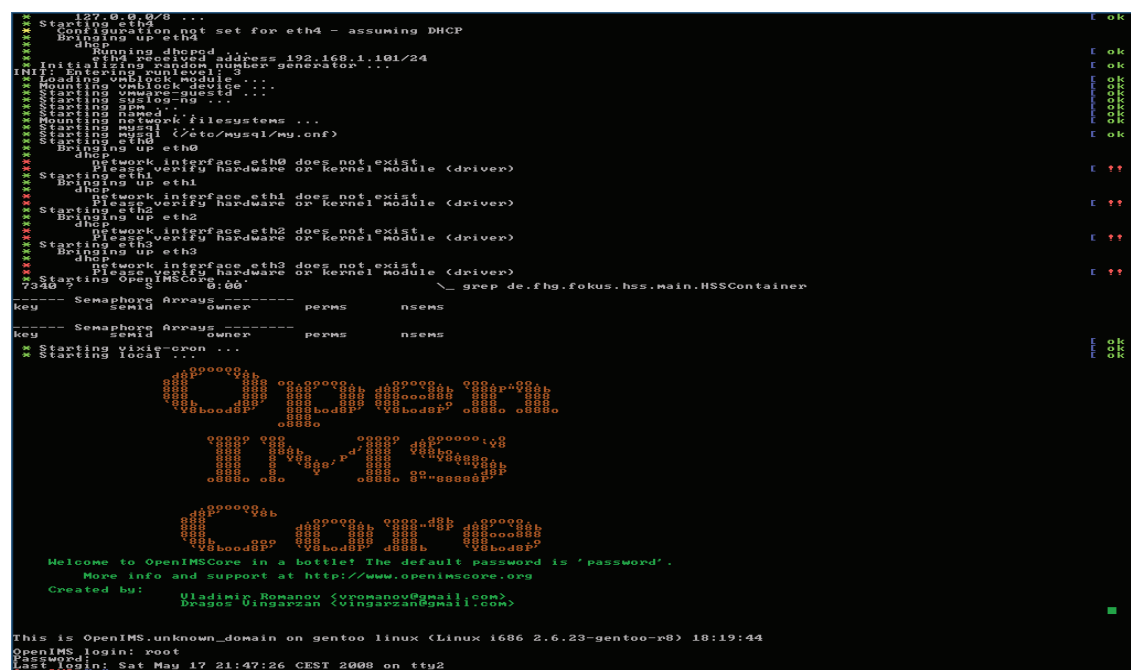 * 127.0.0.0/8 ... [ ok
* Starting eth4
* Configuration not set for eth4 - assuming DHCP
* Bringing up eth4
* dhcp
* Running dhcpcd ... [ ok
* eth4 received address 192.168.1.101/24
* Initializing random number generator ... [ ok
INIT: Entering runlevel: 3
* Loading vmblock module ... [ ok
* Mounting vmblock device ... [ ok
* Starting vmware-guestd ... [ ok
* Starting syslog-ng ... [ ok
* Starting gpm ... [ ok
* Starting named ... [ ok
* Mounting network filesystems ... [ ok
* Starting mysql ...
* Starting mysql (/etc/mysql/my.cnf) [ ok
* Starting eth0
* Bringing up eth0
* dhcp
* network interface eth0 does not exist
* Please verify hardware or kernel module (driver) [ !!
* Starting eth1
* Bringing up eth1
* dhcp
* network interface eth1 does not exist
* Please verify hardware or kernel module (driver) [ !!
* Starting eth2
* Bringing up eth2
* dhcp
* network interface eth2 does not exist
* Please verify hardware or kernel module (driver) [ !!
* Starting eth3
* Bringing up eth3
* dhcp
* network interface eth3 does not exist
* Please verify hardware or kernel module (driver) [ !!
* Starting OpenIMSCore ...
7340 ? S 0:00 \_ grep de.fhg.fokus.hss.main.HSSContainer
------ Semaphore Arrays --------
key semid owner perms nsems
------ Semaphore Arrays --------
key semid owner perms nsems
[ ok
* Starting vixie-cron ... [ ok
* Starting local ... [ ok
Open
IMS
Core
Welcome to OpenIMSCore in a bottle! The default password is 'password'.
More info and support at http://www.openimscore.org
Created by:
Vladimir Romanov <vromanov@gmail.com>
Dragos Vingarzan <vingarzan@gmail.com>
This is OpenIMS.unknown_domain on gentoo linux (Linux i686 2.6.23-gentoo-r8) 18:19:44
OpenIMS login: root
Password:
Last login: Sat May 17 21:47:26 CEST 2008 on tty2